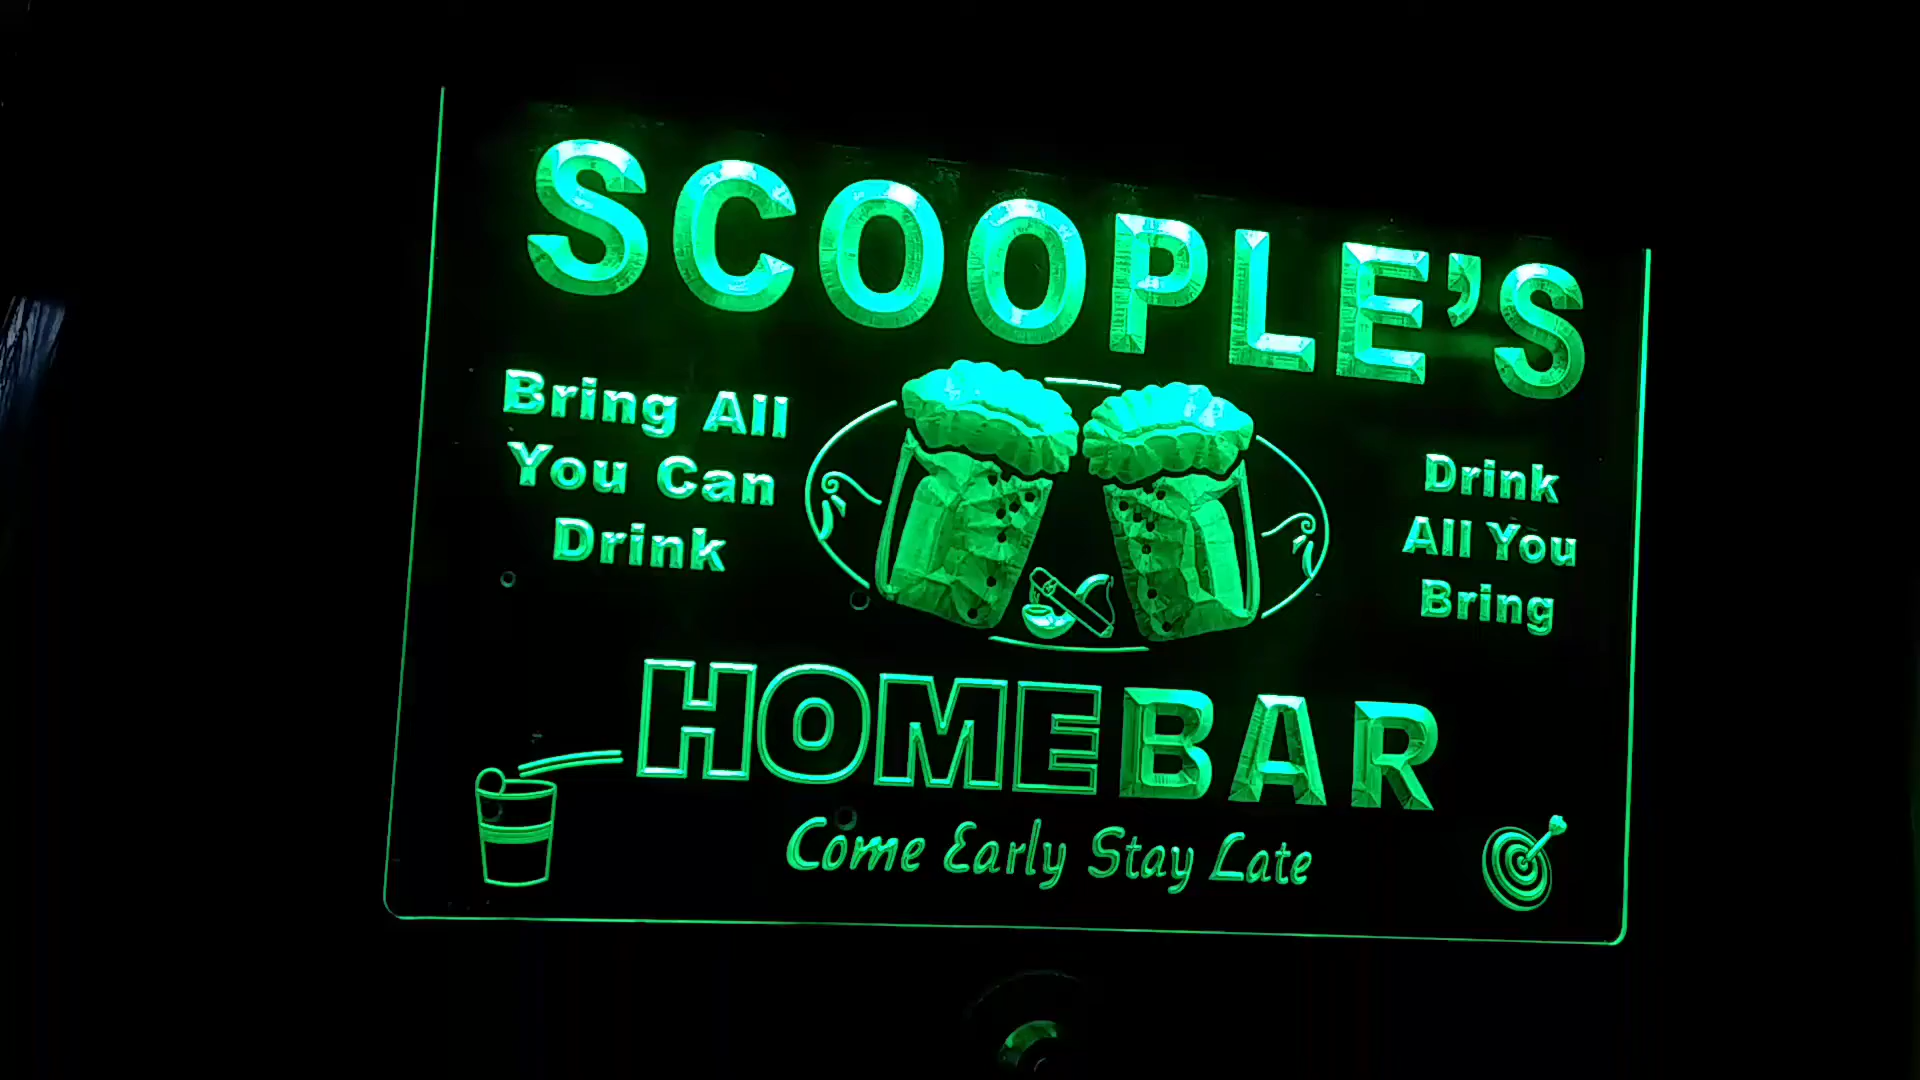 SCOOPLE'S
Bring All
You Can
Drink
Drink
All You
Bring
HOME BAR
Come Early Stay Late